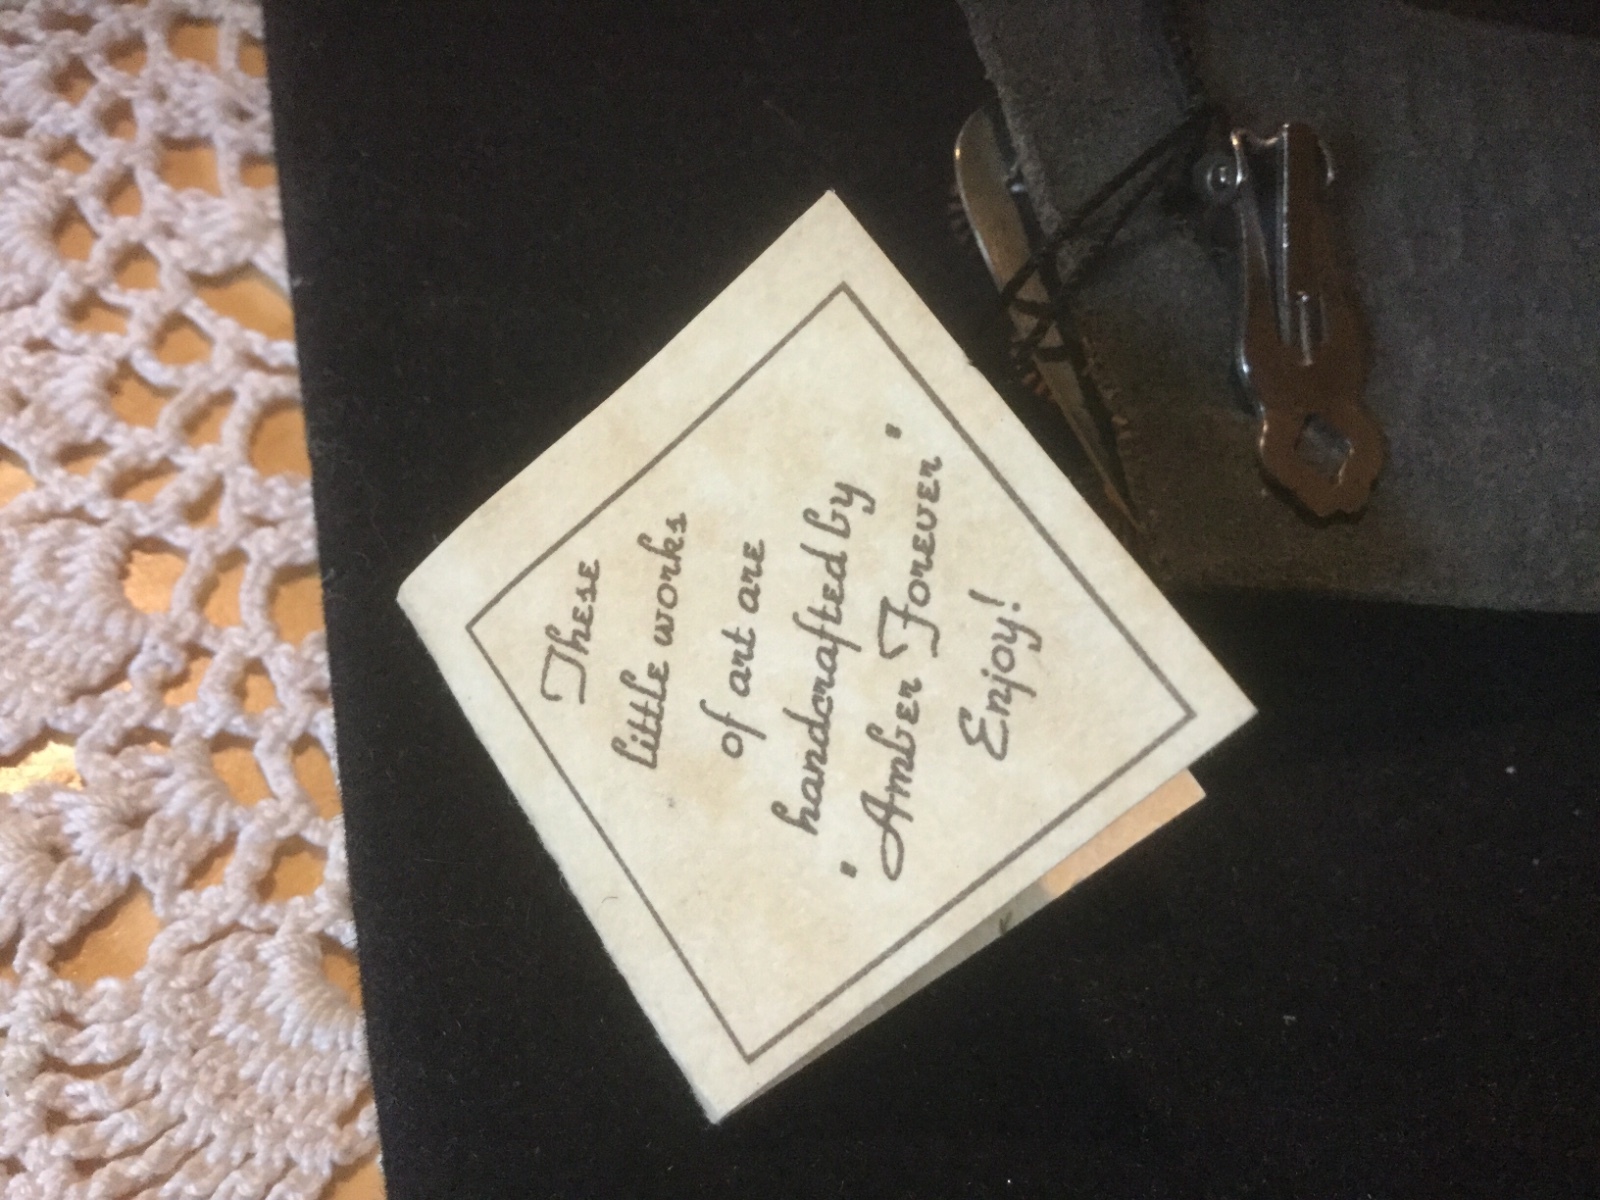 These
little works
of art are
handcrafted by
"Amber Forever"
Enjoy!